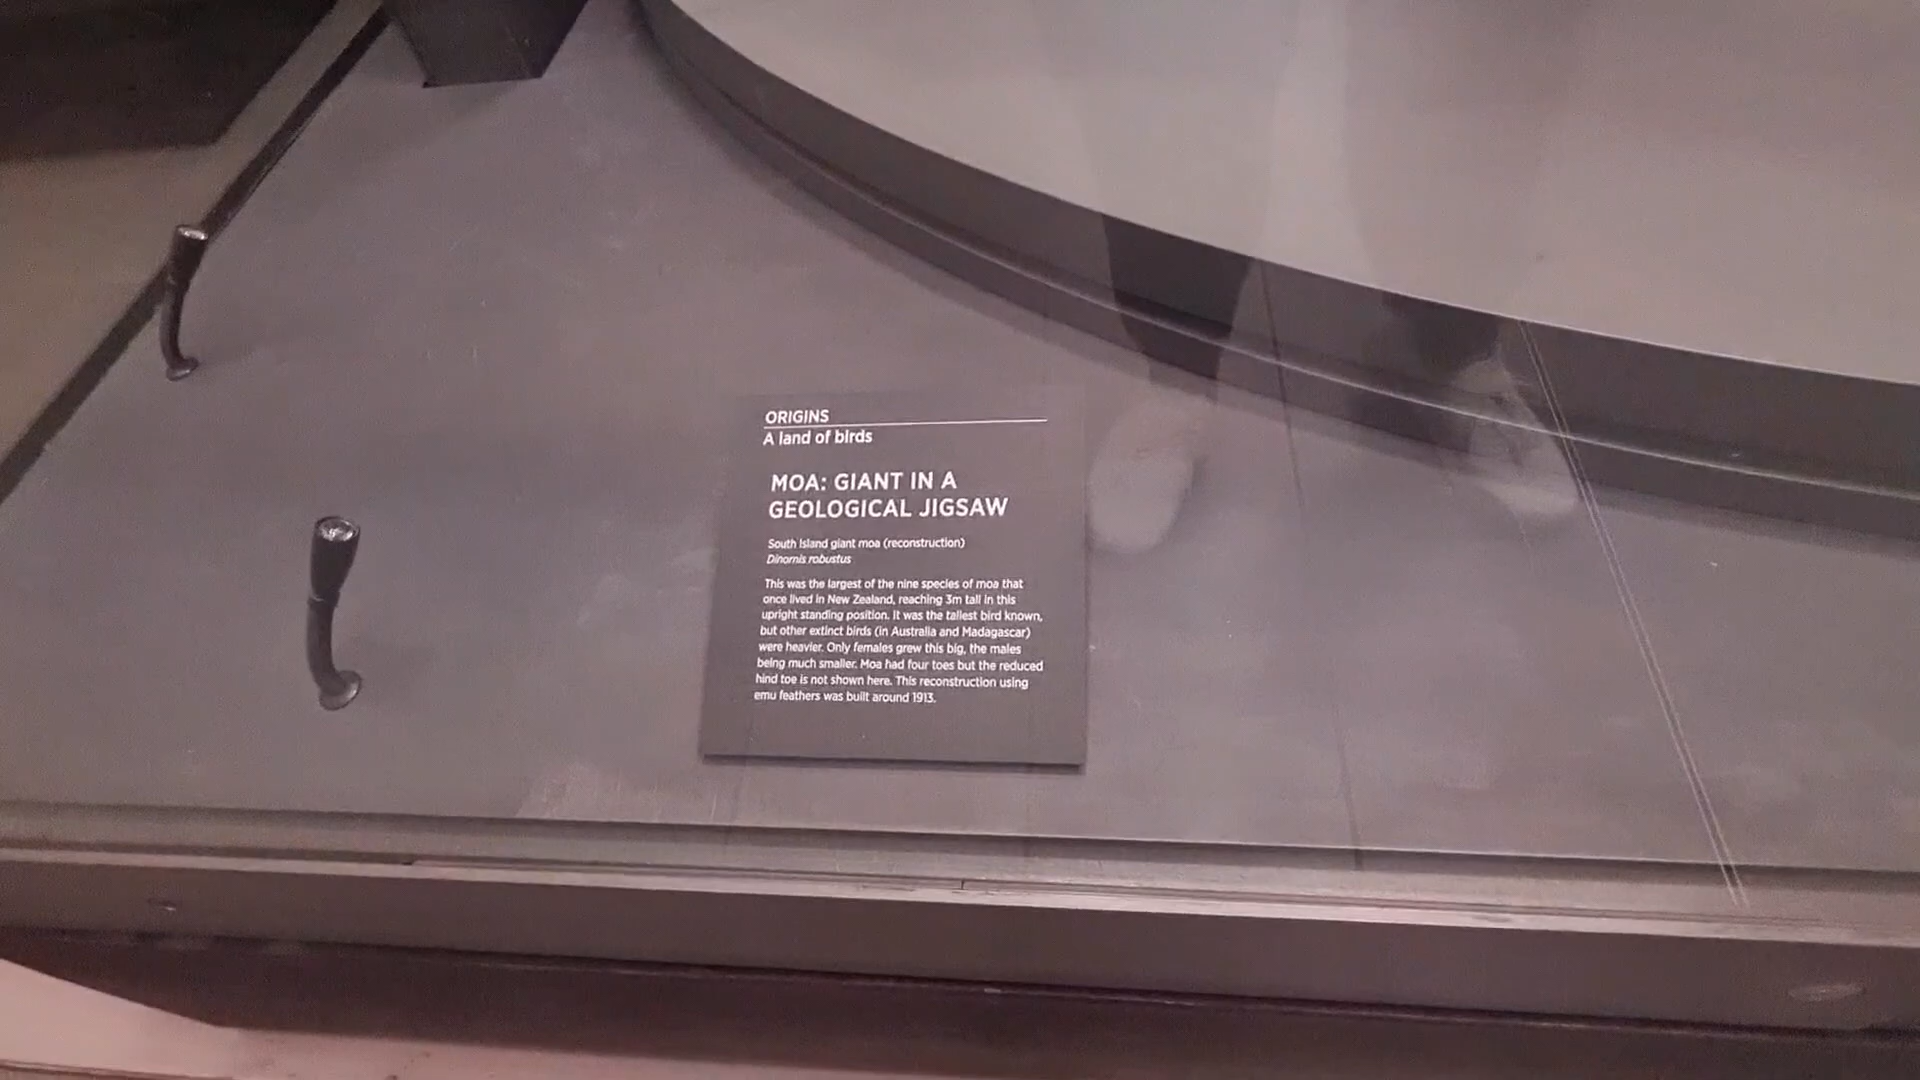 ORIGINS
A land of birds
MOA: GIANT IN A
GEOLOGICAL JIGSAW
South Island giant moa (reconstruction)
Dinornis robustus
This was the largest of the nine species of moa that
once lived in New Zealand, reaching 3m tall in this
upright standing position. It was the tallest bird known,
but other extinct birds (in Australia and Madagascar)
were heavier. Only females grew this big, the males
being much smaller. Moa had four toes but the reduced
hind toe is not shown here. This reconstruction using
emu feathers was built around 1913.